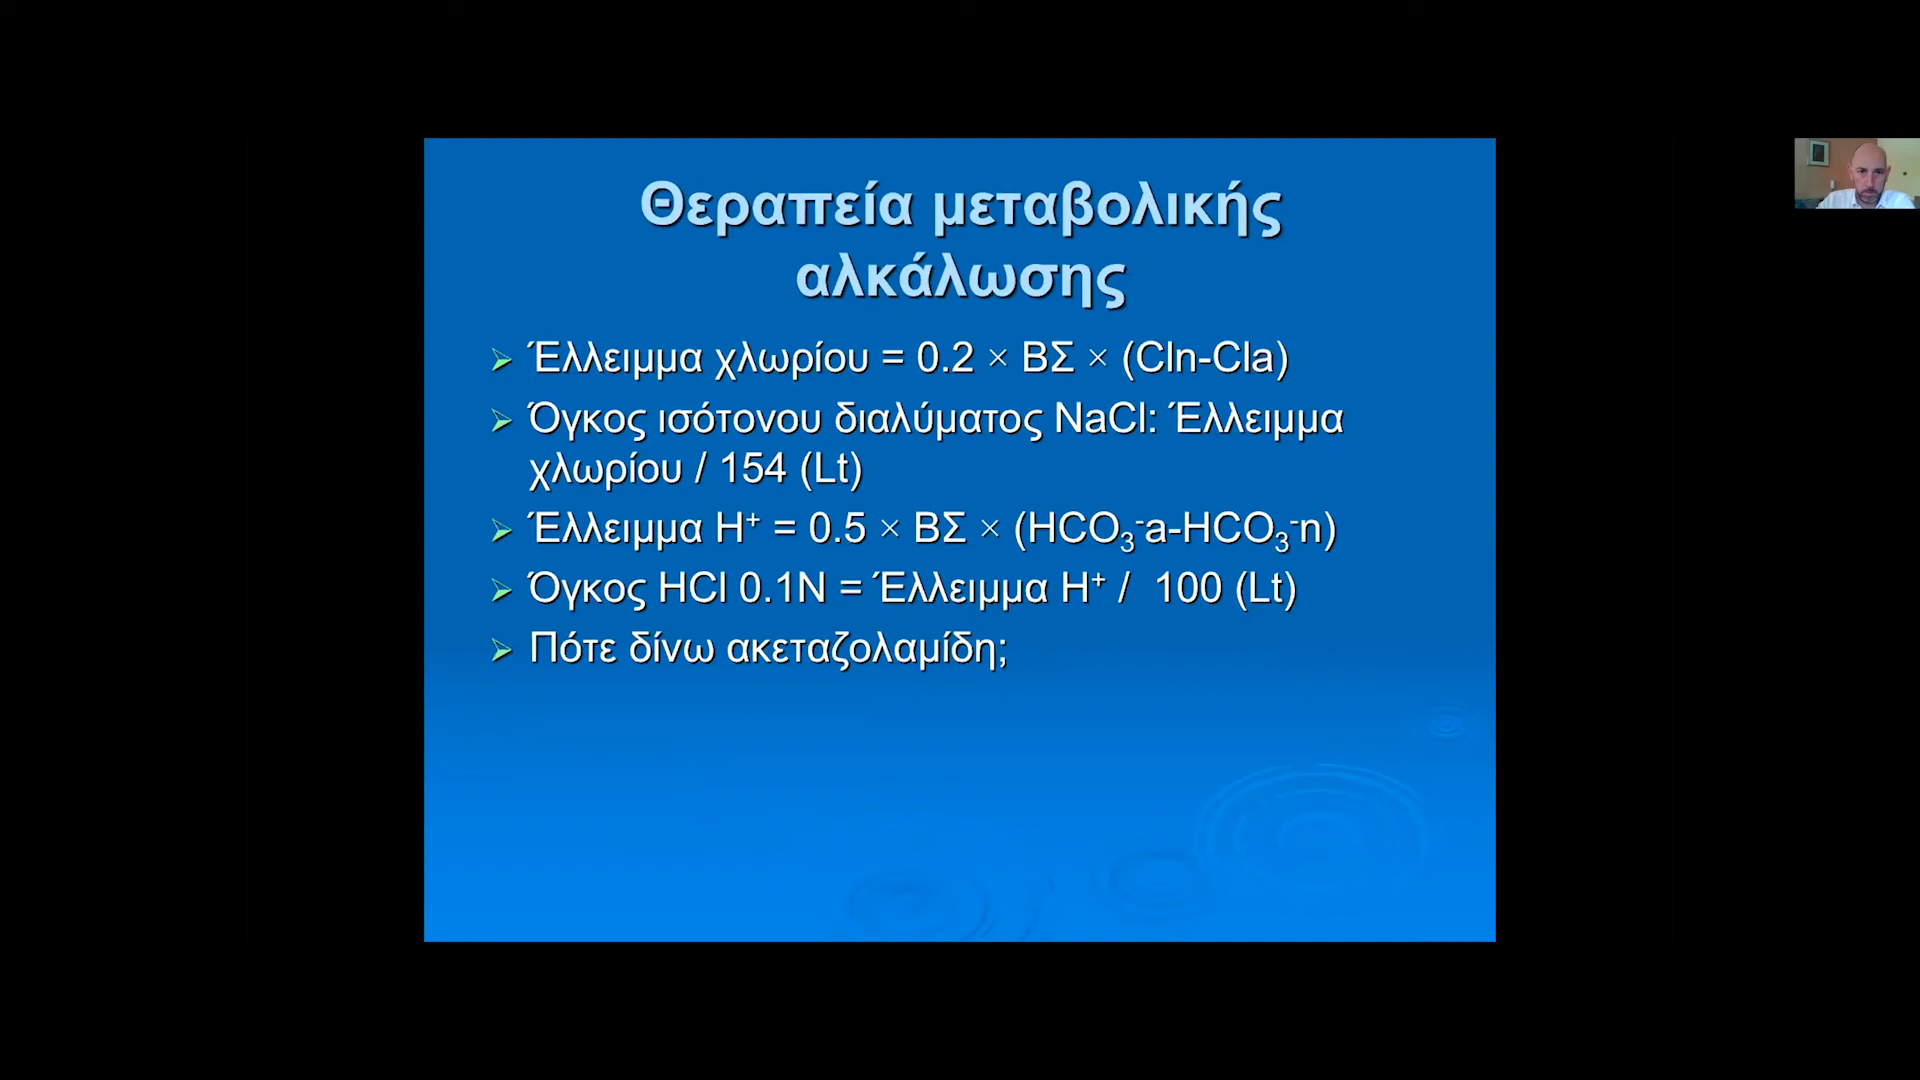 Θεραπεία μεταβολικής
αλκάλωσης
Έλλειμμα χλωρίου = 0.2 × ΒΣ × (Cln-Cla)
Όγκος ισότονου διαλύματος NaCl: Έλλειμμα
χλωρίου / 154 (Lt)
Έλλειμμα H⁺ = 0.5 × ΒΣ × (HCO₃⁻a-HCO₃⁻n)
Όγκος HCl 0.1N = Έλλειμμα H⁺ / 100 (Lt)
Πότε δίνω ακεταζολαμίδη;